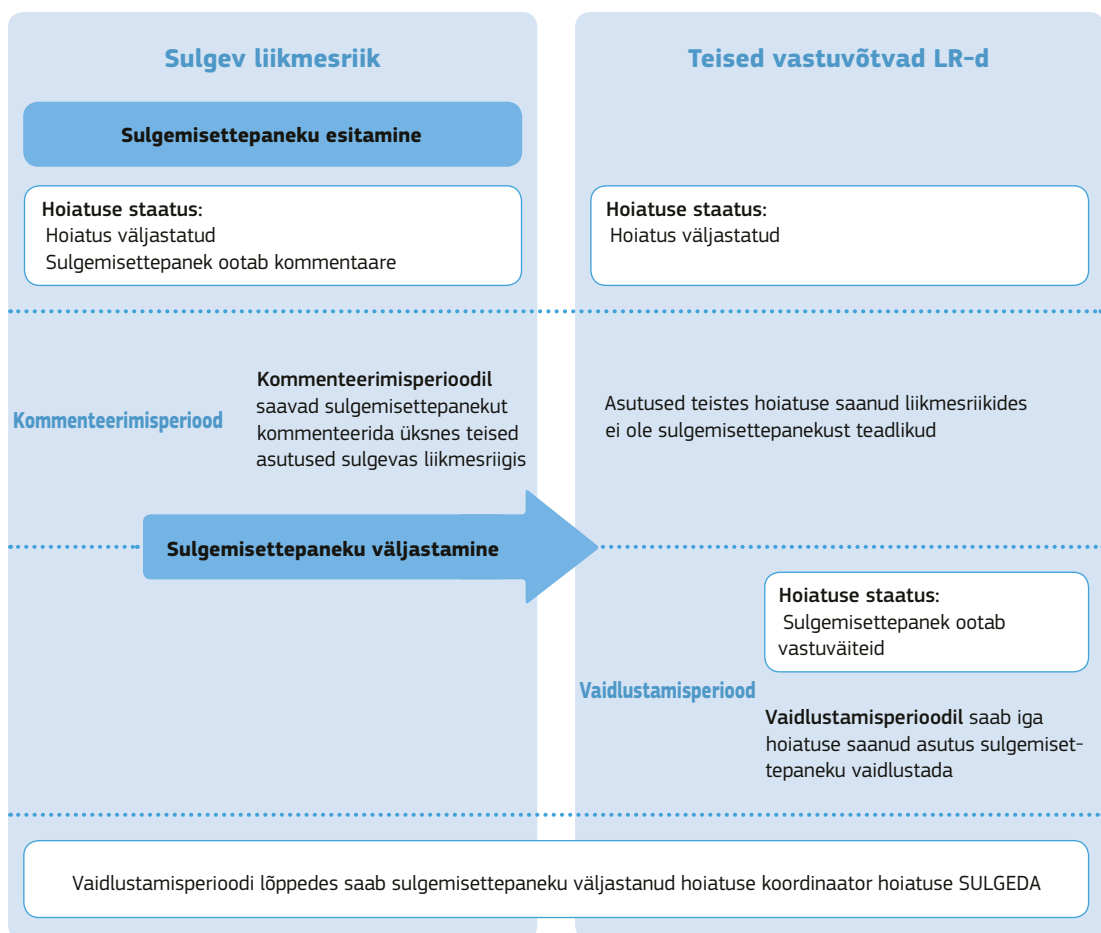 Sulgev liikmesriik
Teised vastuvõtvad LR-d
Sulgemisettepaneku esitamine
Hoiatuse staatus:
Hoiatus väljastatud
Sulgemisettepanek ootab kommentaare
Hoiatuse staatus:
Hoiatus väljastatud
Kommenteerimisperiood
Kommenteerimisperioodil
saavad sulgemisettepanekut
kommenteerida üksnes teised
asutused sulgevas liikmesriigis
Asutused teistes hoiatuse saanud liikmesriikides
ei ole sulgemisettepanekust teadlikud
Sulgemisettepaneku väljastamine
Hoiatuse staatus:
Sulgemisettepanek ootab
vastuväiteid
Vaidlustamisperiood
Vaidlustamisperioodil saab iga
hoiatuse saanud asutus sulgemiset-
tepaneku vaidlustada
Vaidlustamisperioodi lõppedes saab sulgemisettepaneku väljastanud hoiatuse koordinaator hoiatuse SULGEDA